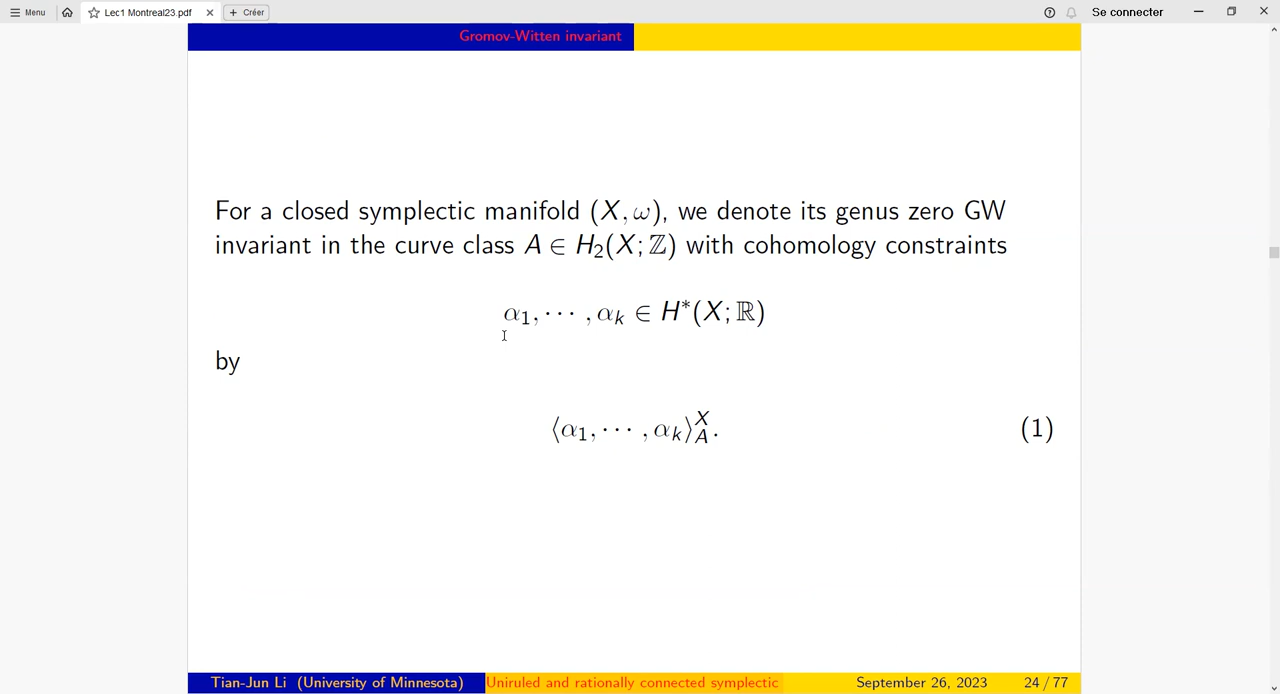 Menu
Lec1 Montreal23.pdf
+ Créer
Se connecter
Gromov-Witten invariant
For a closed symplectic manifold (X, ω), we denote its genus zero GW
invariant in the curve class A ∈ H₂(X; ℤ) with cohomology constraints
α₁, ⋯ , αₖ ∈ H*(X; ℝ)
by
⟨α₁, ⋯ , αₖ⟩ᴬˣ. (1)
Tian-Jun Li (University of Minnesota)
Uniruled and rationally connected symplectic
September 26, 2023
24 / 77